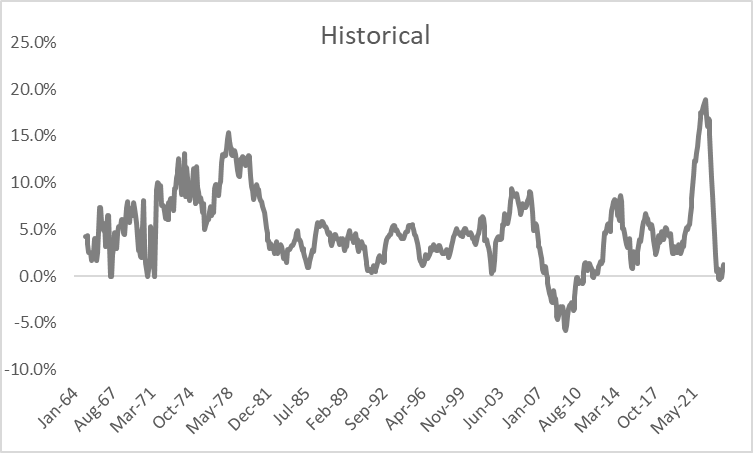 Historical
25.0%
20.0%
15.0%
10.0%
5.0%
0.0%
-5.0%
-10.0%
Jan-64
Aug-67
Mar-71
Oct-74
May-78
Dec-81
Jul-85
Feb-89
Sep-92
Apr-96
Nov-99
Jun-03
Jan-07
Aug-10
Mar-14
Oct-17
May-21